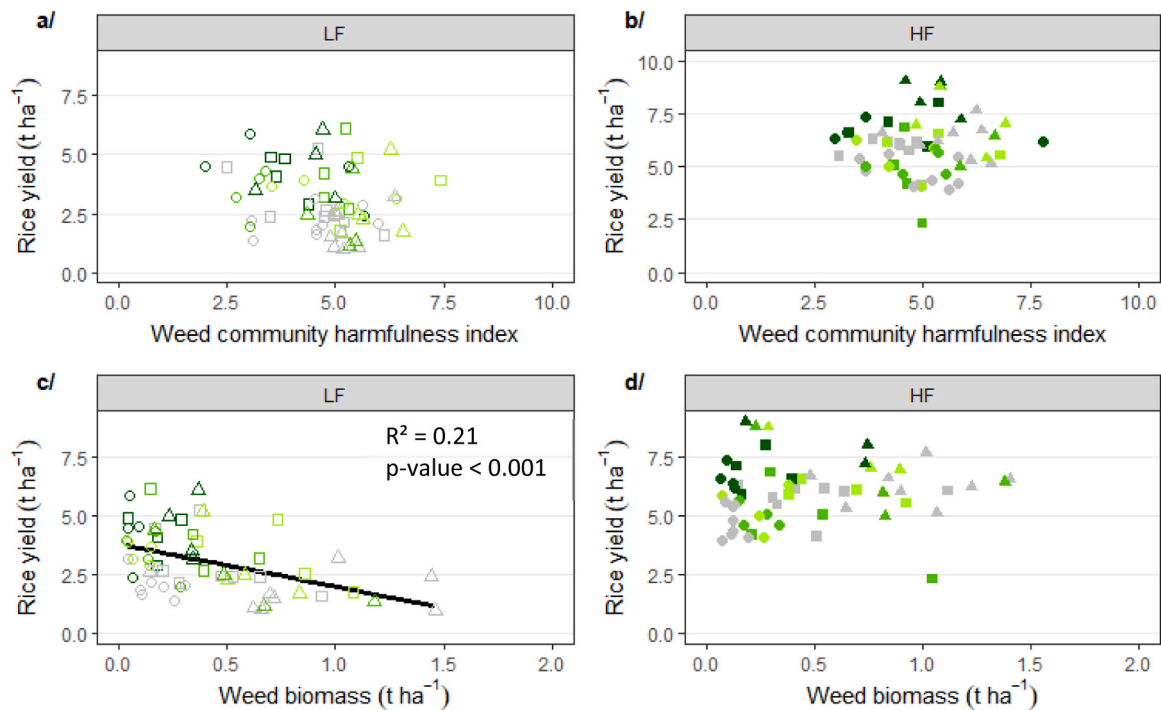 a/
LF
Rice yield (t ha⁻¹)
7.5
5.0
2.5
0.0
0.0 2.5 5.0 7.5 10.0
Weed community harmfulness index
b/
HF
Rice yield (t ha⁻¹)
10.0
7.5
5.0
2.5
0.0
0.0 2.5 5.0 7.5 10.0
Weed community harmfulness index
c/
LF
R² = 0.21
p-value < 0.001
Rice yield (t ha⁻¹)
7.5
5.0
2.5
0.0
0.0 0.5 1.0 1.5 2.0
Weed biomass (t ha⁻¹)
d/
HF
Rice yield (t ha⁻¹)
7.5
5.0
2.5
0.0
0.0 0.5 1.0 1.5 2.0
Weed biomass (t ha⁻¹)